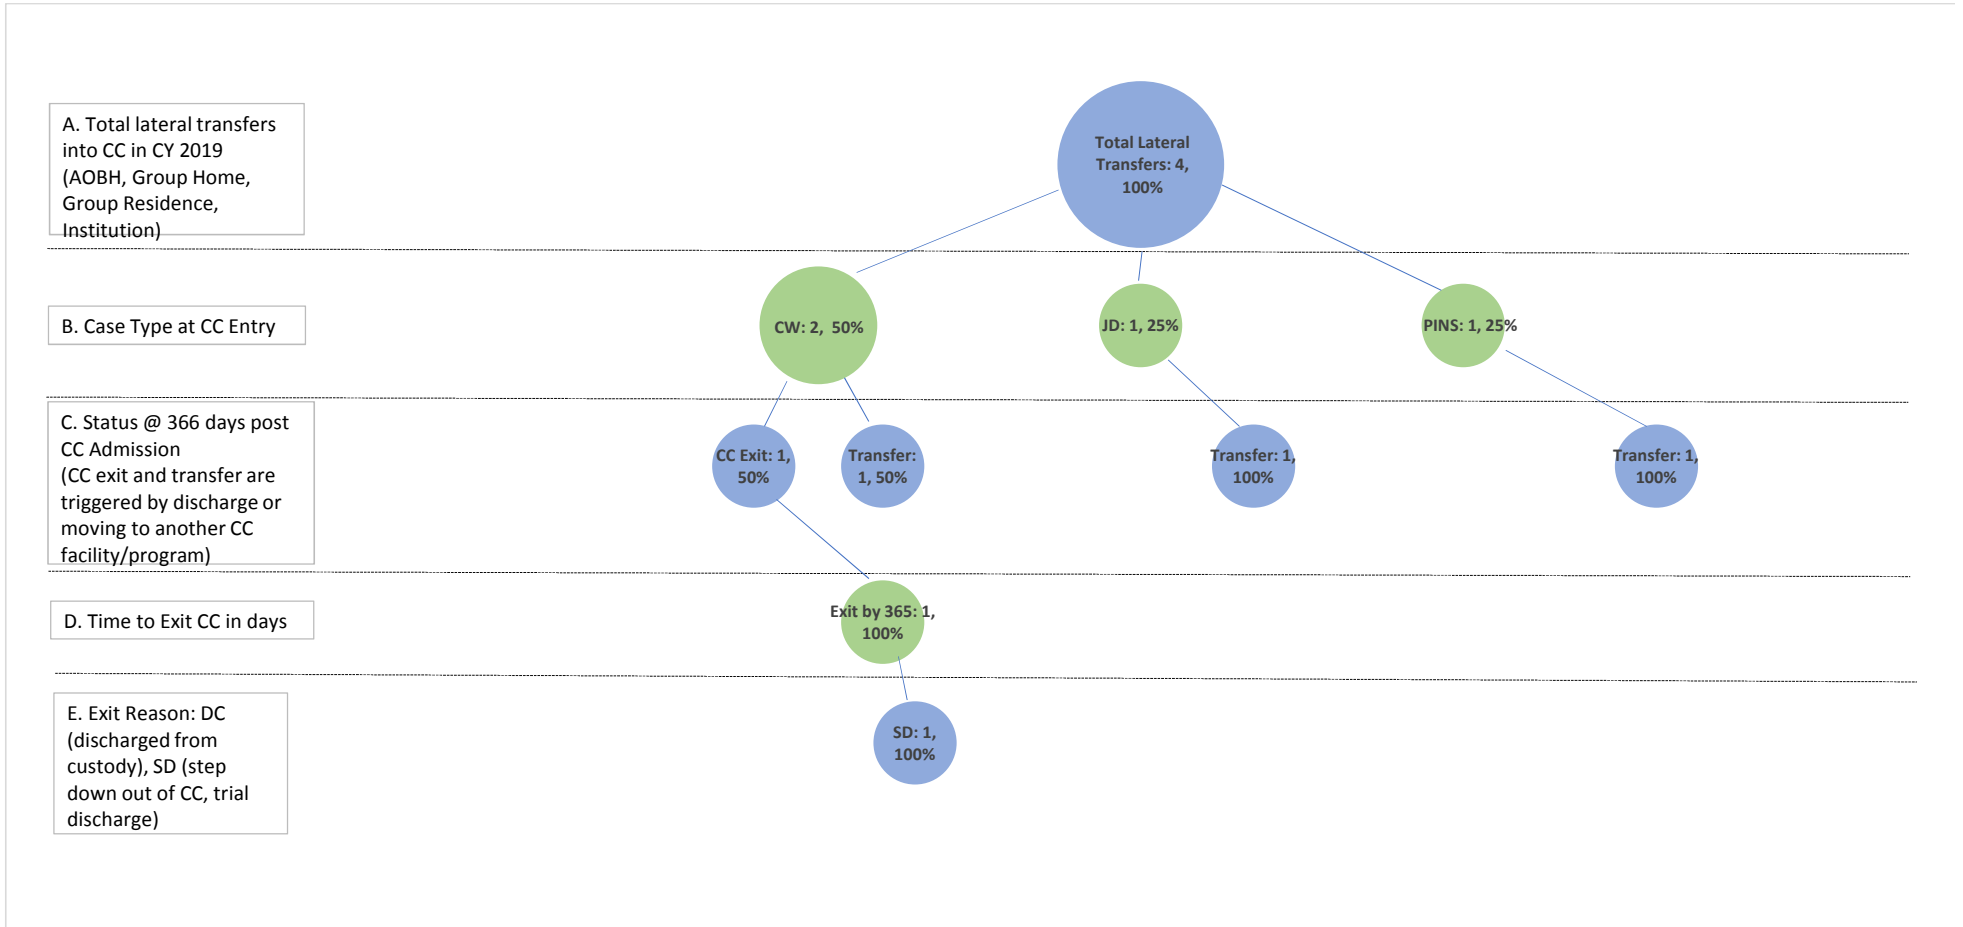 A. Total lateral transfers
into CC in CY 2019
(AOBH, Group Home,
Group Residence,
Institution)
Total Lateral
Transfers: 4,
100%
B. Case Type at CC Entry
CW: 2,  50%
JD: 1, 25%
PINS: 1, 25%
C. Status @ 366 days post
CC Admission
(CC exit and transfer are
triggered by discharge or
moving to another CC
facility/program)
CC Exit: 1,
50%
Transfer:
1, 50%
Transfer: 1,
100%
Transfer: 1,
100%
D. Time to Exit CC in days
Exit by 365: 1,
100%
E. Exit Reason: DC
(discharged from
custody), SD (step
down out of CC, trial
discharge)
SD: 1,
100%